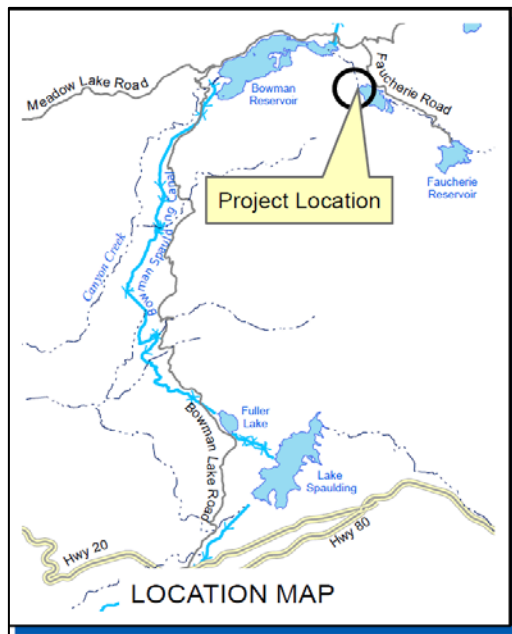 Meadow Lake Road
Bowman
Reservoir
Faucherie Road
Faucherie
Reservoir
Project Location
Canyon Creek
Bowman Spaulding Canal
Fuller
Lake
Bowman Lake Road
Lake
Spaulding
Hwy 20
Hwy 80
LOCATION MAP